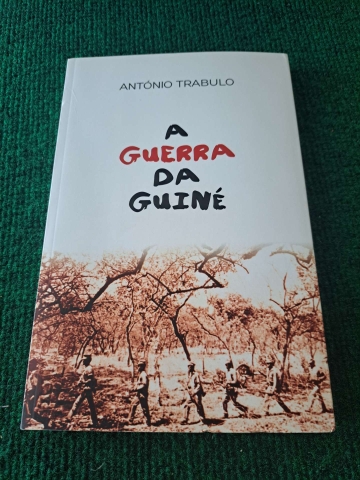 ANTÓNIO TRABULO
A
GUERRA
DA
GUINÉ